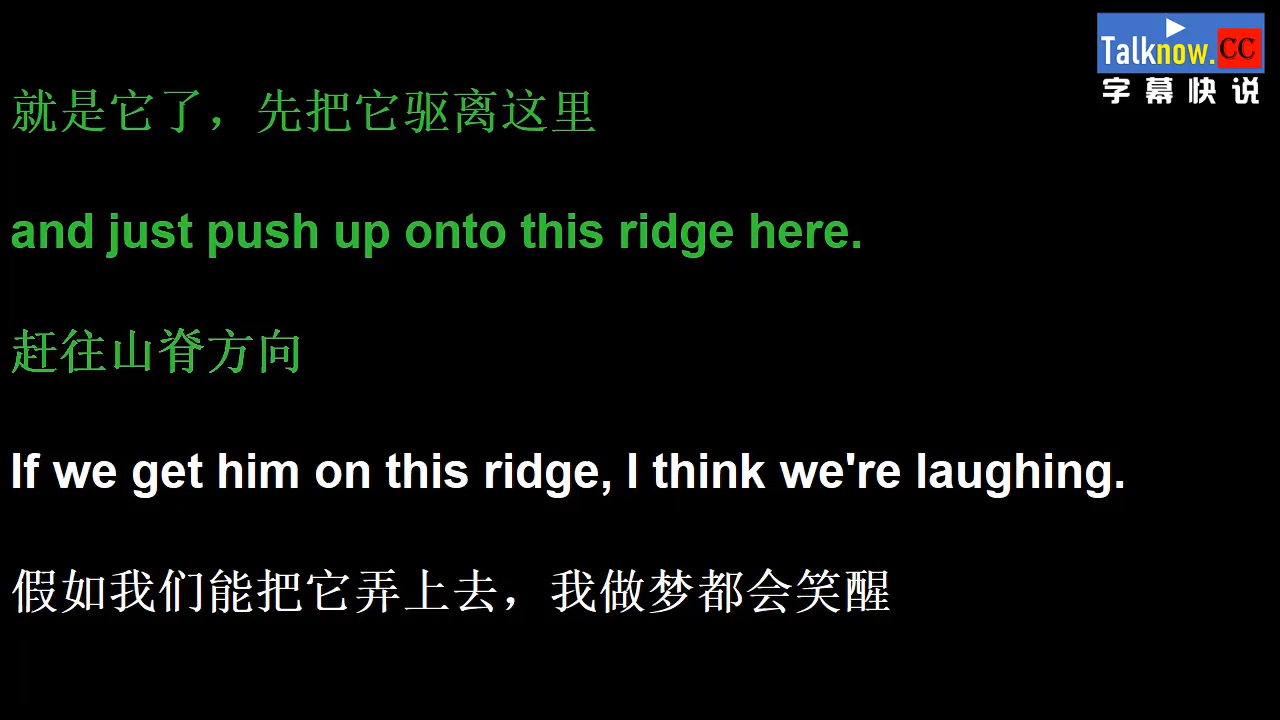 Talknow.CC
字幕快说
就是它了，先把它驱离这里
and just push up onto this ridge here.
赶往山脊方向
If we get him on this ridge, I think we're laughing.
假如我们能把它弄上去，我做梦都会笑醒